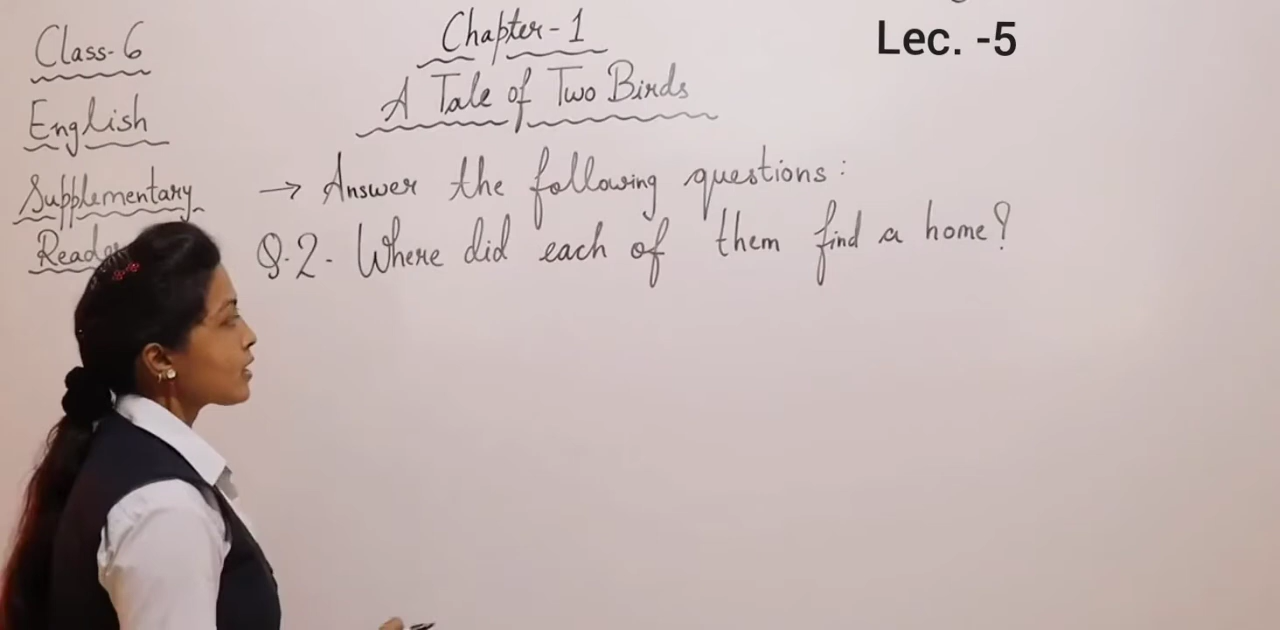 Class-6
English
Supplementary
Reader
Chapter-1
A Tale of Two Birds
Lec. -5
→ Answer the following questions:
Q.2. Where did each of them find a home?